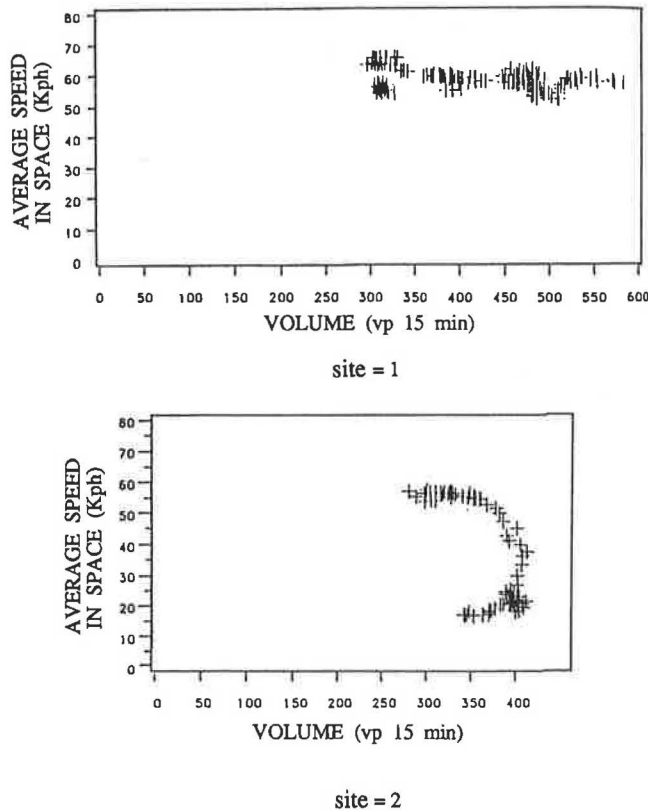 80
70
60
50
40
30
20
10
0
AVERAGE SPEED
IN SPACE (Kph)
0 50 100 150 200 250 300 350 400 450 500 550 600
VOLUME (vp 15 min)
site = 1
80
70
60
50
40
30
20
10
0
AVERAGE SPEED
IN SPACE (Kph)
0 50 100 150 200 250 300 350 400
VOLUME (vp 15 min)
site = 2